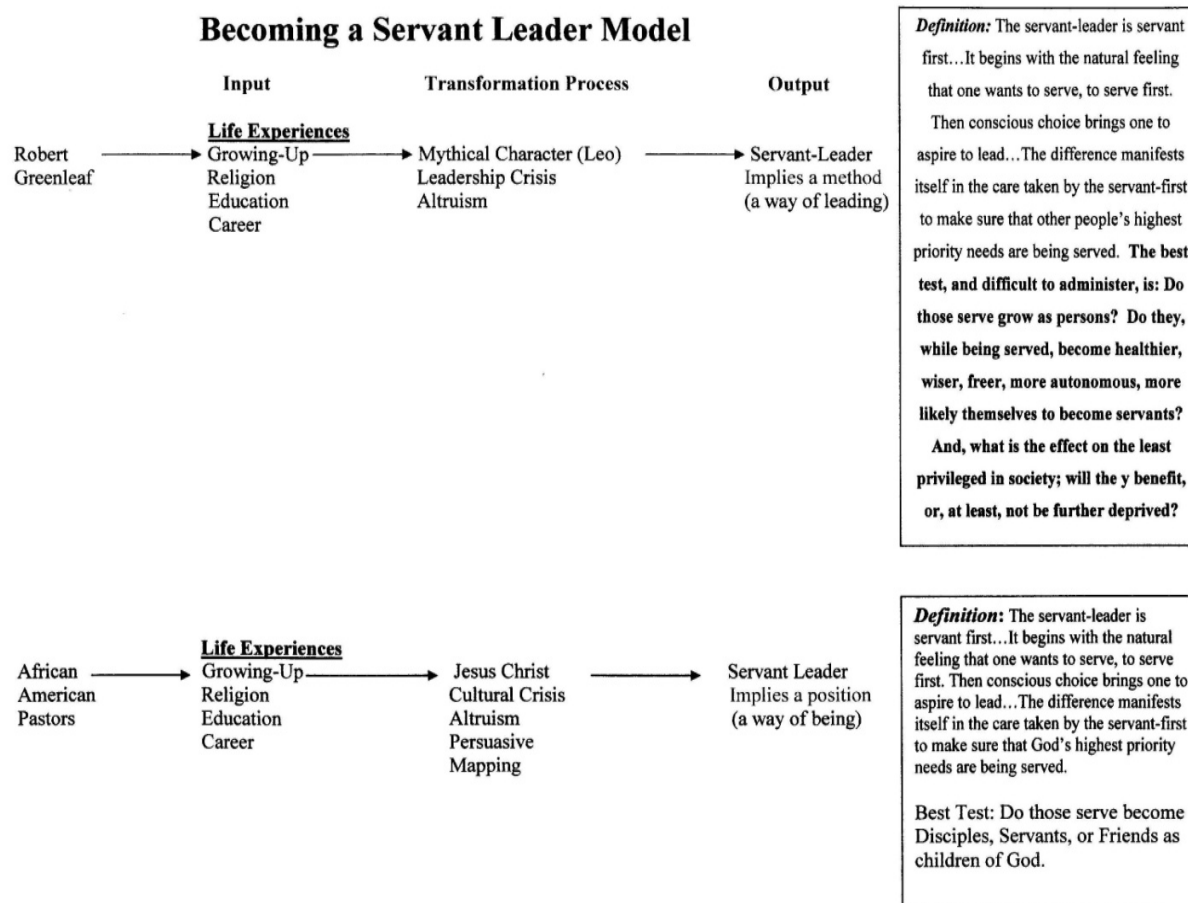 Becoming a Servant Leader Model
Input Transformation Process Output
Life Experiences
Robert Growing-Up Mythical Character (Leo) Servant-Leader
Greenleaf Religion Leadership Crisis Implies a method
Education Altruism (a way of leading)
Career
Definition: The servant-leader is servant
first…It begins with the natural feeling
that one wants to serve, to serve first.
Then conscious choice brings one to
aspire to lead…The difference manifests
itself in the care taken by the servant-first
to make sure that other people's highest
priority needs are being served. The best
test, and difficult to administer, is: Do
those serve grow as persons? Do they,
while being served, become healthier,
wiser, freer, more autonomous, more
likely themselves to become servants?
And, what is the effect on the least
privileged in society; will the y benefit,
or, at least, not be further deprived?
Life Experiences
African Growing-Up Jesus Christ Servant Leader
American Religion Cultural Crisis Implies a position
Pastors Education Altruism (a way of being)
Career Persuasive
Mapping
Definition: The servant-leader is
servant first…It begins with the natural
feeling that one wants to serve, to serve
first. Then conscious choice brings one to
aspire to lead…The difference manifests
itself in the care taken by the servant-first
to make sure that God's highest priority
needs are being served.
Best Test: Do those serve become
Disciples, Servants, or Friends as
children of God.